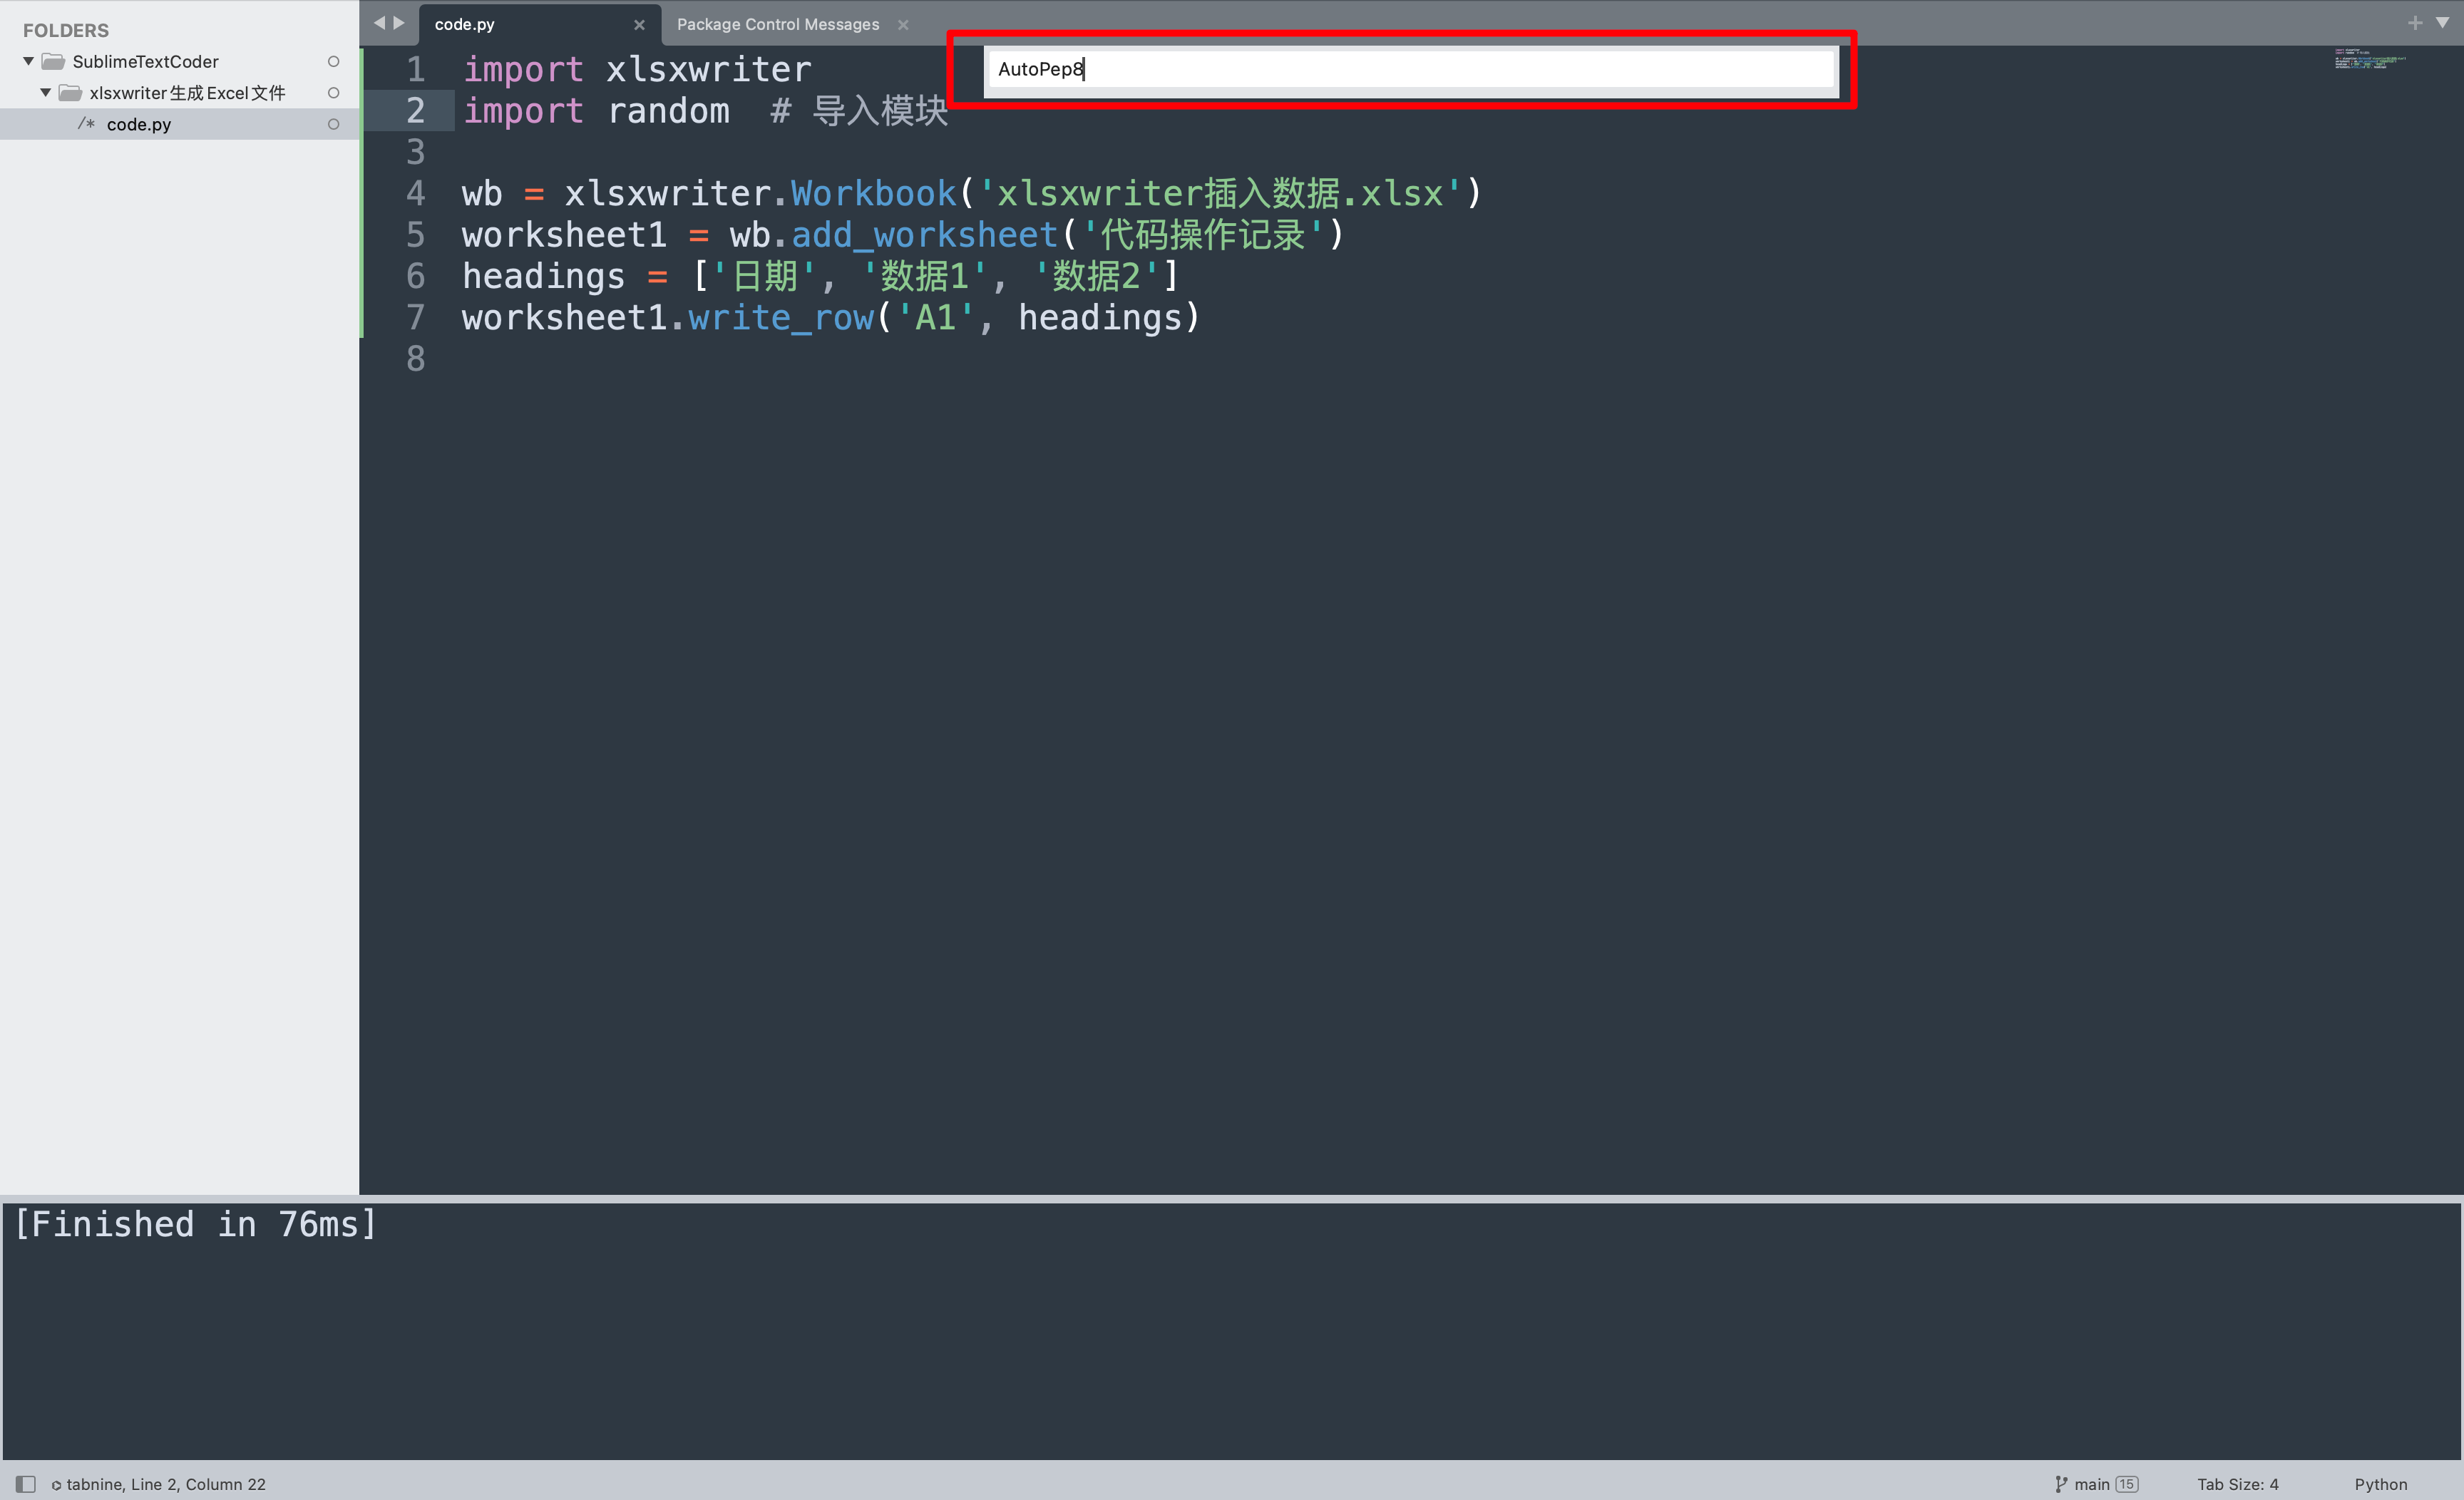 FOLDERS
SublimeTextCoder
xlsxwriter生成Excel文件
/* code.py
code.py
Package Control Messages
AutoPep8
1 import xlsxwriter
2 import random  # 导入模块
3
4 wb = xlsxwriter.Workbook('xlsxwriter插入数据.xlsx')
5 worksheet1 = wb.add_worksheet('代码操作记录')
6 headings = ['日期', '数据1', '数据2']
7 worksheet1.write_row('A1', headings)
8
[Finished in 76ms]
tabnine, Line 2, Column 22
main 15
Tab Size: 4
Python